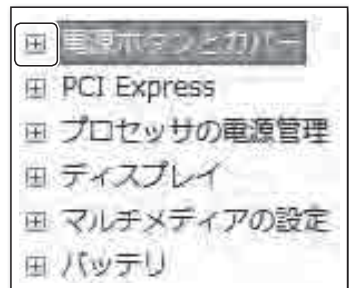 電源ボタンとカバー
PCI Express
プロセッサの電源管理
ディスプレイ
マルチメディアの設定
バッテリ